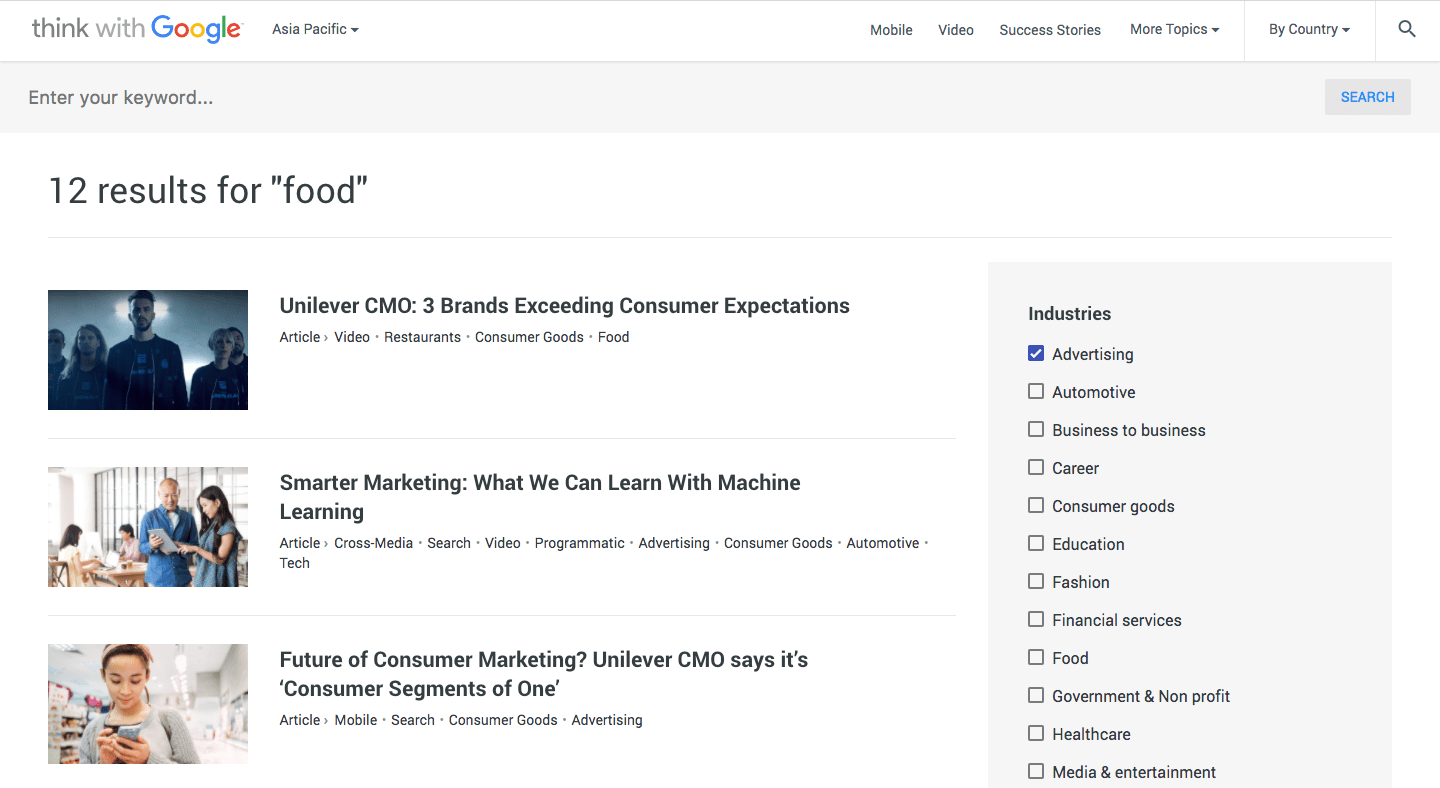 think with Google Asia Pacific Mobile Video Success Stories More Topics By Country
Enter your keyword... SEARCH
12 results for "food"
Unilever CMO: 3 Brands Exceeding Consumer Expectations
Article › Video • Restaurants • Consumer Goods • Food
Smarter Marketing: What We Can Learn With Machine
Learning
Article › Cross-Media • Search • Video • Programmatic • Advertising • Consumer Goods • Automotive •
Tech
Future of Consumer Marketing? Unilever CMO says it’s
‘Consumer Segments of One’
Article › Mobile • Search • Consumer Goods • Advertising
Industries
Advertising
Automotive
Business to business
Career
Consumer goods
Education
Fashion
Financial services
Food
Government & Non profit
Healthcare
Media & entertainment